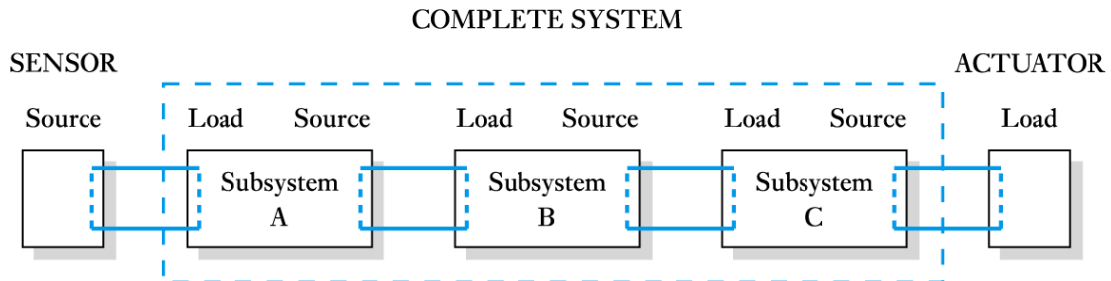 COMPLETE SYSTEM
SENSOR
ACTUATOR
Source
Load
Source
Load
Source
Load
Source
Load
Subsystem
A
Subsystem
B
Subsystem
C